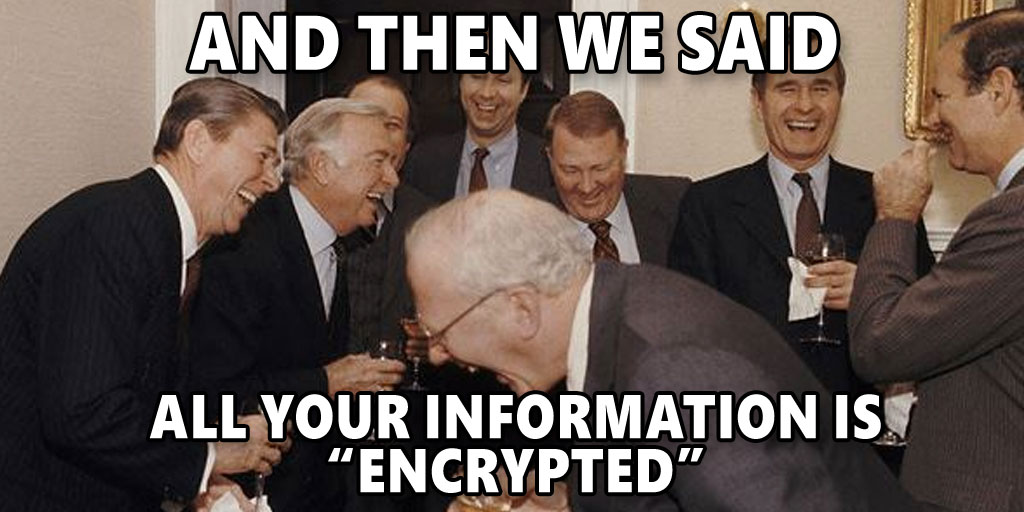 AND THEN WE SAID
ALL YOUR INFORMATION IS
“ENCRYPTED”